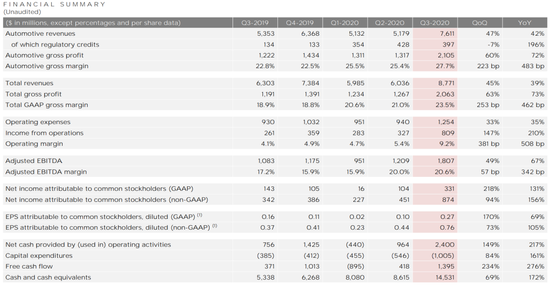 FINANCIAL SUMMARY
(Unaudited)
($ in millions, except percentages and per share data) Q3-2019 Q4-2019 Q1-2020 Q2-2020 Q3-2020 QoQ YoY
Automotive revenues 5,353 6,368 5,132 5,179 7,611 47% 42%
of which regulatory credits 134 133 354 428 397 -7% 196%
Automotive gross profit 1,222 1,434 1,311 1,317 2,105 60% 72%
Automotive gross margin 22.8% 22.5% 25.5% 25.4% 27.7% 223 bp 483 bp
Total revenues 6,303 7,384 5,985 6,036 8,771 45% 39%
Total gross profit 1,191 1,391 1,234 1,267 2,063 63% 73%
Total GAAP gross margin 18.9% 18.8% 20.6% 21.0% 23.5% 253 bp 462 bp
Operating expenses 930 1,032 951 940 1,254 33% 35%
Income from operations 261 359 283 327 809 147% 210%
Operating margin 4.1% 4.9% 4.7% 5.4% 9.2% 381 bp 508 bp
Adjusted EBITDA 1,083 1,175 951 1,209 1,807 49% 67%
Adjusted EBITDA margin 17.2% 15.9% 15.9% 20.0% 20.6% 57 bp 342 bp
Net income attributable to common stockholders (GAAP) 143 105 16 104 331 218% 131%
Net income attributable to common stockholders (non-GAAP) 342 386 227 451 874 94% 156%
EPS attributable to common stockholders, diluted (GAAP) (1) 0.16 0.11 0.02 0.10 0.27 170% 69%
EPS attributable to common stockholders, diluted (non-GAAP) (1) 0.37 0.41 0.23 0.44 0.76 73% 105%
Net cash provided by (used in) operating activities 756 1,425 (440) 964 2,400 149% 217%
Capital expenditures (385) (412) (455) (546) (1,005) 84% 161%
Free cash flow 371 1,013 (895) 418 1,395 234% 276%
Cash and cash equivalents 5,338 6,268 8,080 8,615 14,531 69% 172%